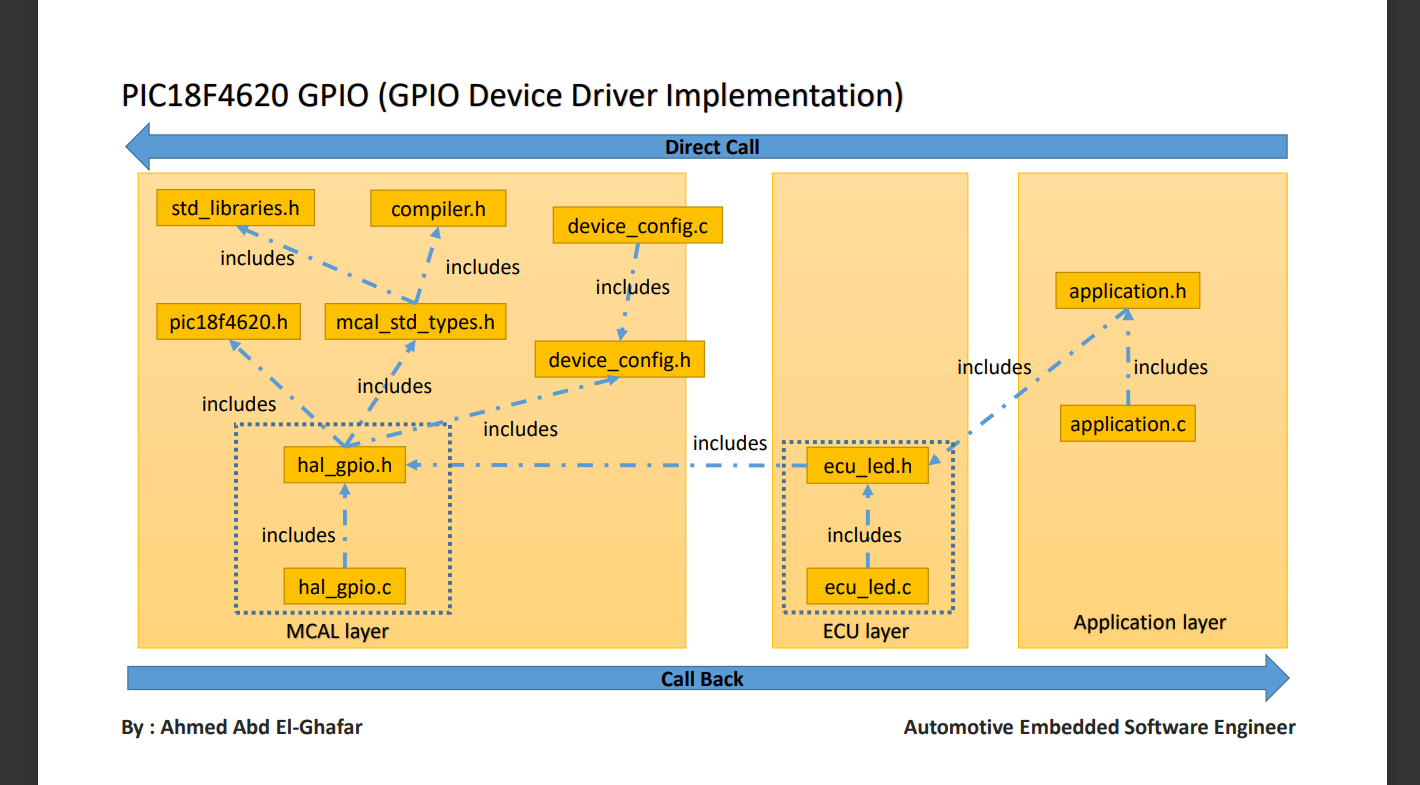 PIC18F4620 GPIO (GPIO Device Driver Implementation)
Direct Call
std_libraries.h
compiler.h
device_config.c
includes
includes
includes
pic18f4620.h
mcal_std_types.h
device_config.h
includes
includes
includes
hal_gpio.h
includes
hal_gpio.c
MCAL layer
includes
ecu_led.h
includes
ecu_led.c
ECU layer
application.h
includes
includes
application.c
Application layer
Call Back
By : Ahmed Abd El-Ghafar
Automotive Embedded Software Engineer